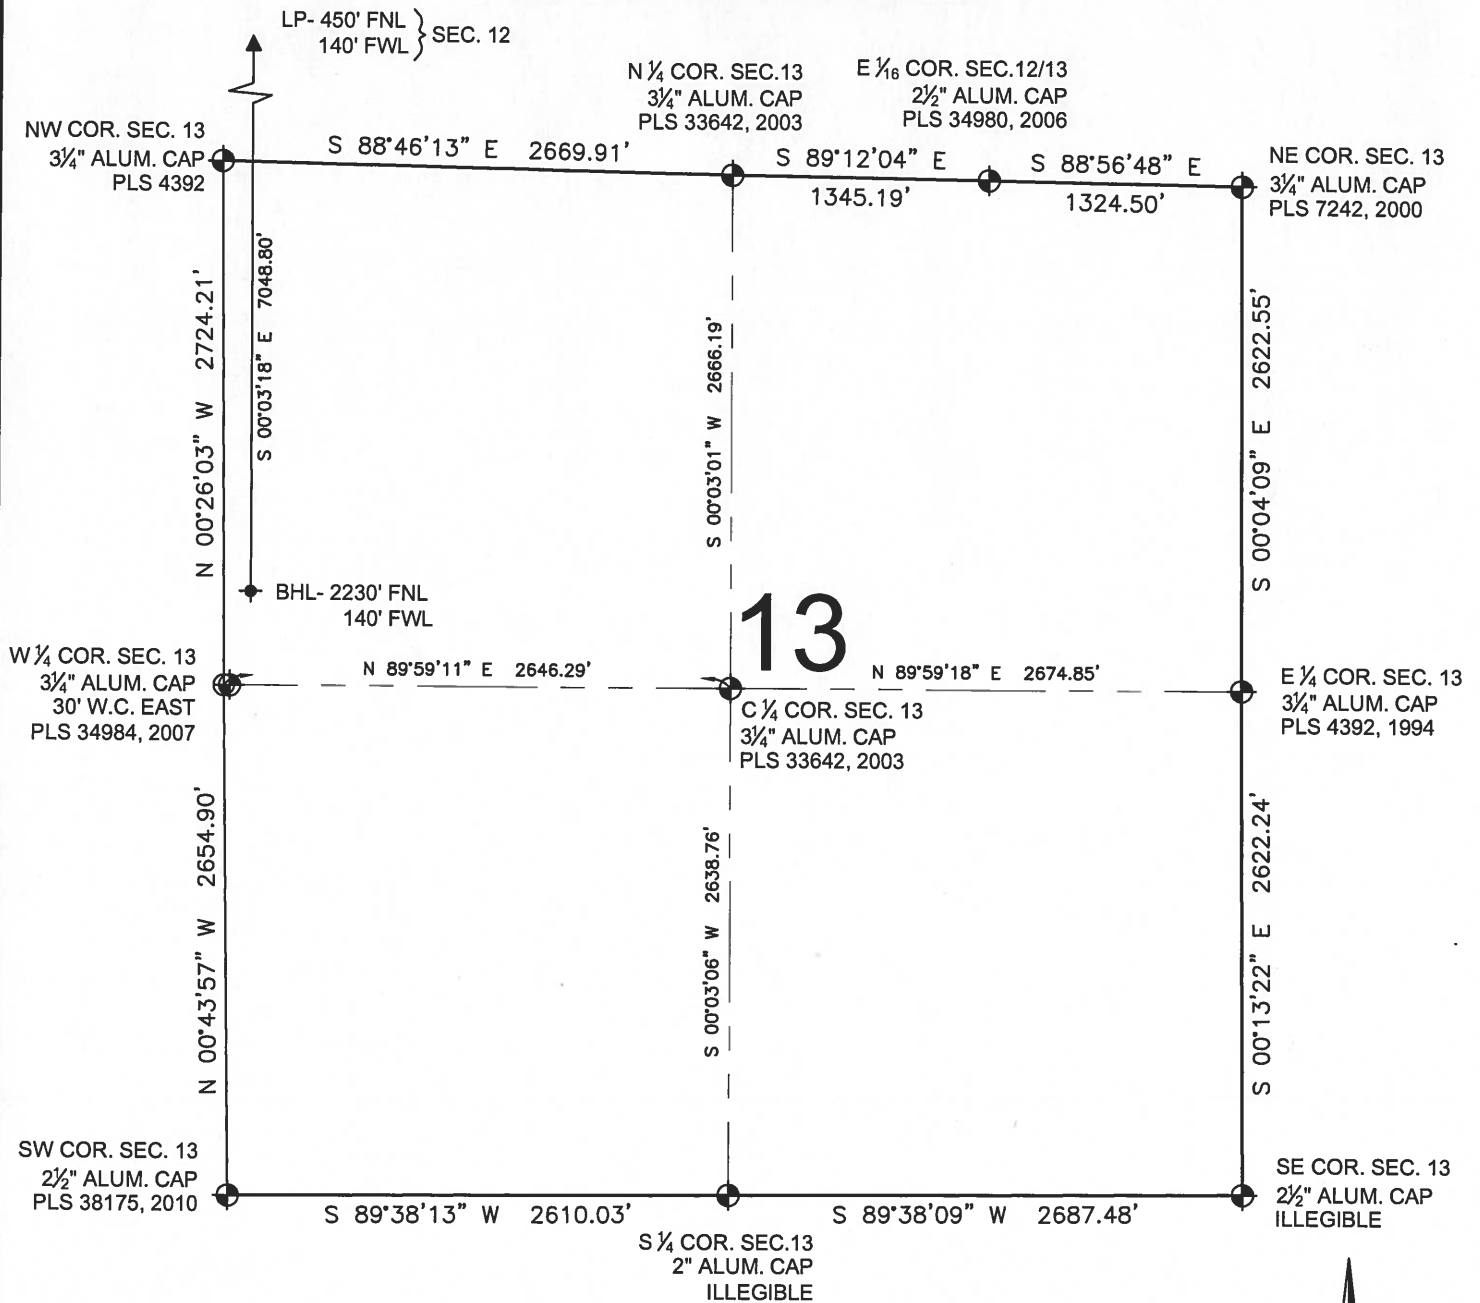 LP- 450' FNL
140' FWL
SEC. 12
N 1/4 COR. SEC.13
3 1/4" ALUM. CAP
PLS 33642, 2003
E 1/16 COR. SEC.12/13
2 1/2" ALUM. CAP
PLS 34980, 2006
NW COR. SEC. 13
3 1/4" ALUM. CAP
PLS 4392
S 88°46'13" E 2669.91'
S 89°12'04" E
1345.19'
S 88°56'48" E
1324.50'
NE COR. SEC. 13
3 1/4" ALUM. CAP
PLS 7242, 2000
N 00°26'03" W 2724.21'
S 00°03'18" E 7048.80'
S 00°03'01" W 2666.19'
S 00°04'09" E 2622.55'
BHL- 2230' FNL
140' FWL
13
W 1/4 COR. SEC. 13
3 1/4" ALUM. CAP
30' W.C. EAST
PLS 34984, 2007
N 89°59'11" E 2646.29'
N 89°59'18" E 2674.85'
C 1/4 COR. SEC. 13
3 1/4" ALUM. CAP
PLS 33642, 2003
E 1/4 COR. SEC. 13
3 1/4" ALUM. CAP
PLS 4392, 1994
N 00°43'57" W 2654.90'
S 00°03'06" W 2638.76'
S 00°13'22" E 2622.24'
SW COR. SEC. 13
2 1/2" ALUM. CAP
PLS 38175, 2010
S 89°38'13" W 2610.03'
S 89°38'09" W 2687.48'
S 1/4 COR. SEC.13
2" ALUM. CAP
ILLEGIBLE
SE COR. SEC. 13
2 1/2" ALUM. CAP
ILLEGIBLE